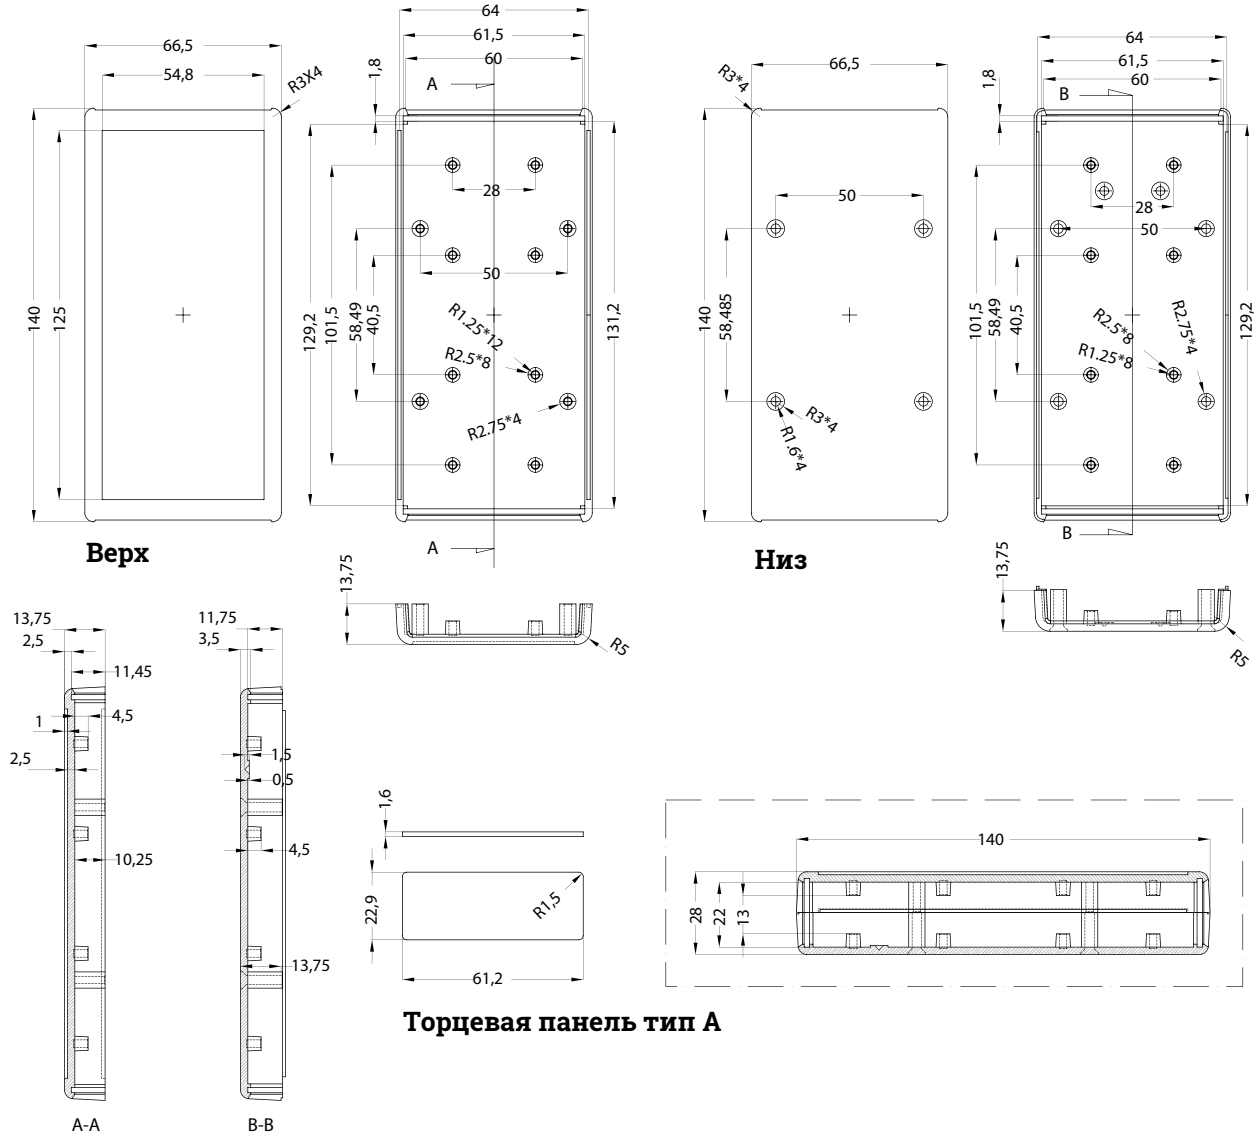 66,5
54,8
R3X4
140
125
Верх
64
61,5
60
1,8
A
28
50
129,2
101,5
58,49
40,5
R1.25*12
R2.5*8
R2.75*4
131,2
A
13,75
R5
66,5
R3*4
50
140
58,485
R3*4
R1.6*4
Низ
64
61,5
60
1,8
B
28
50
101,5
58,49
40,5
R2.5*8
R1.25*8
R2.75*4
129,2
B
13,75
R5
13,75
2,5
11,45
1
4,5
2,5
10,25
A-A
11,75
3,5
1,5
0,5
4,5
13,75
B-B
1,6
22,9
R1,5
61,2
Торцевая панель тип А
140
28
22
13